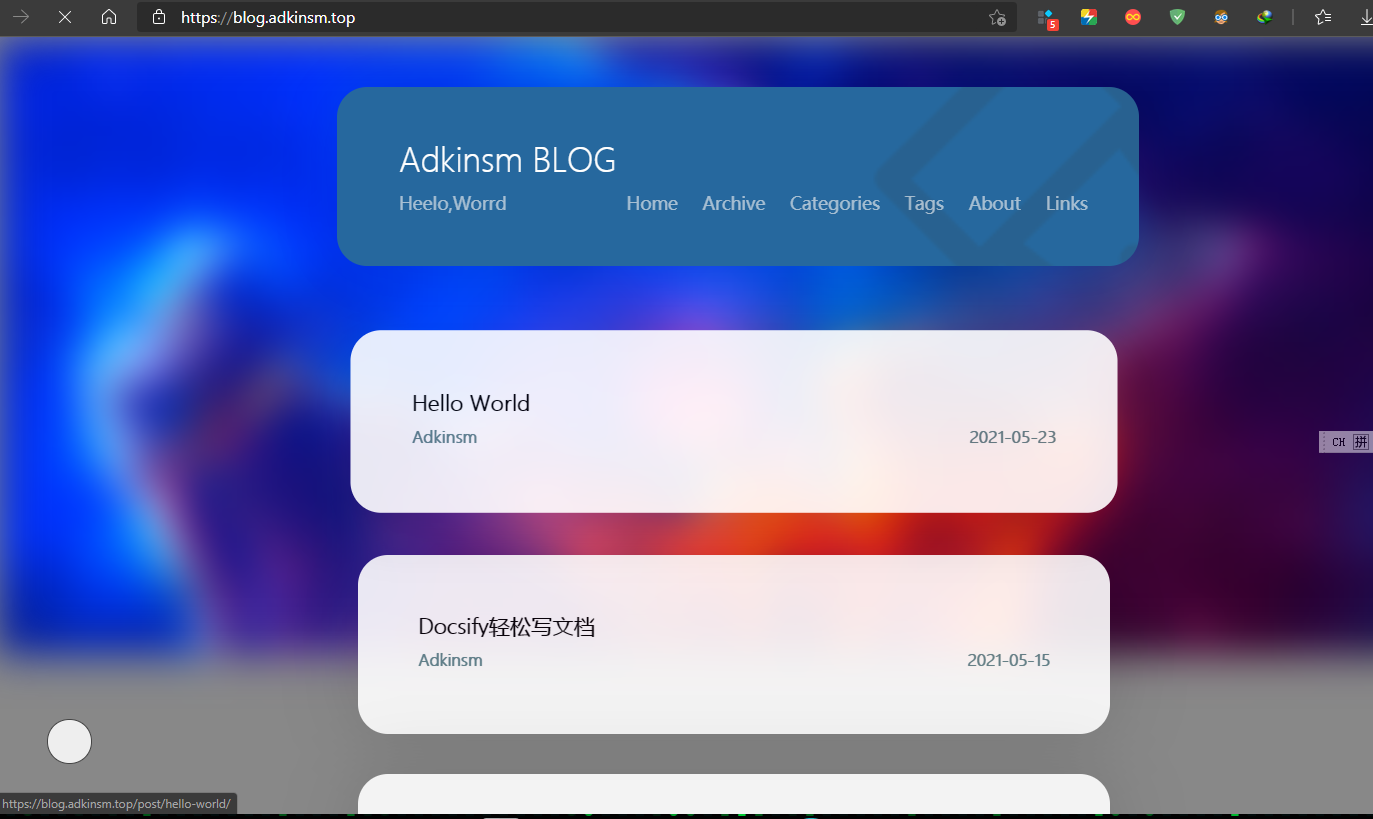 https://blog.adkinsm.top
5
Adkinsm BLOG
Heelo,Worrd Home Archive Categories Tags About Links
Hello World
Adkinsm 2021-05-23
CH 拼
Docsify轻松写文档
Adkinsm 2021-05-15
https://blog.adkinsm.top/post/hello-world/